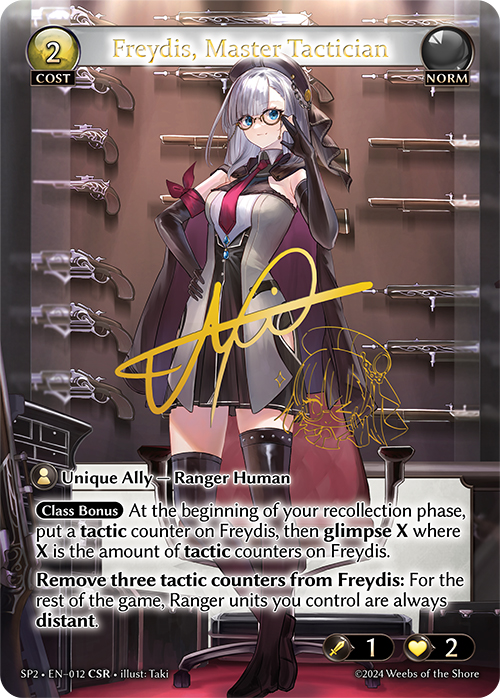 2
COST
Freydis, Master Tactician
NORM
Unique Ally — Ranger Human
Class Bonus At the beginning of your recollection phase,
put a tactic counter on Freydis, then glimpse X where
X is the amount of tactic counters on Freydis.
Remove three tactic counters from Freydis: For the
rest of the game, Ranger units you control are always
distant.
1
2
SP2 • EN-012 CSR • illust: Taki
©2024 Weebs of the Shore